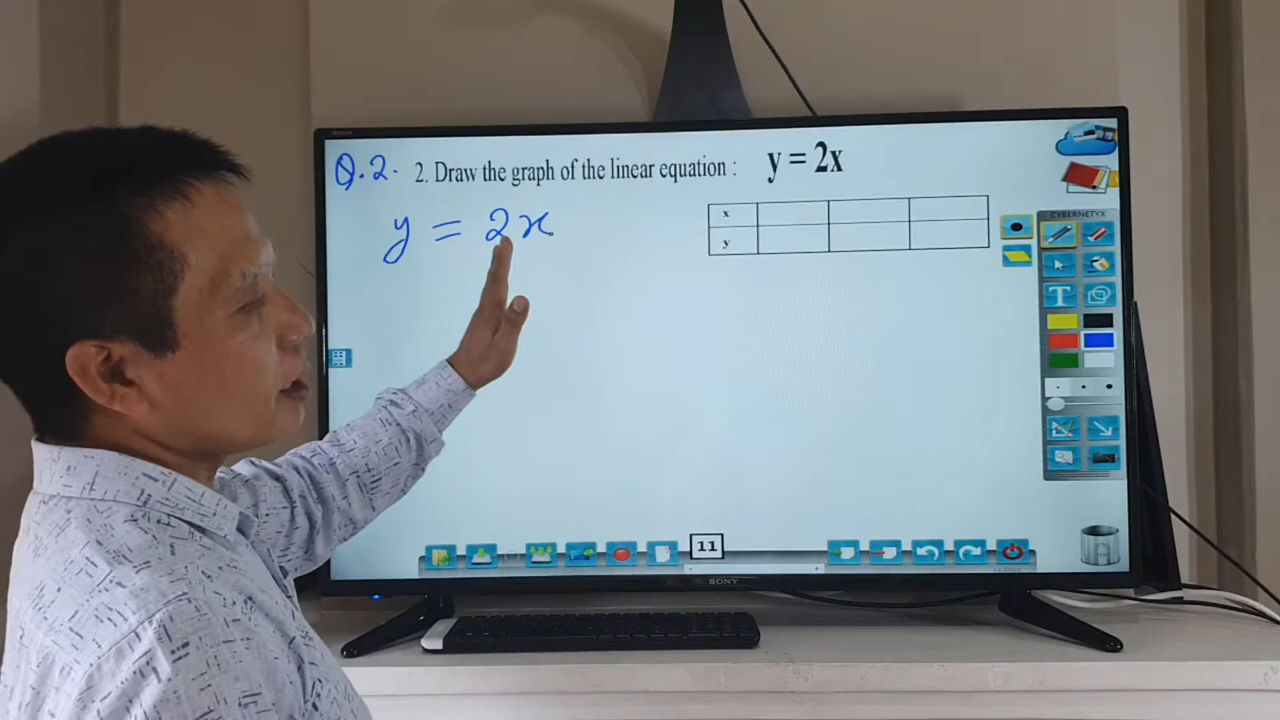 Q.2. 2. Draw the graph of the linear equation : y = 2x
y = 2x
x
y
CYBERNETYX
T
11
SONY